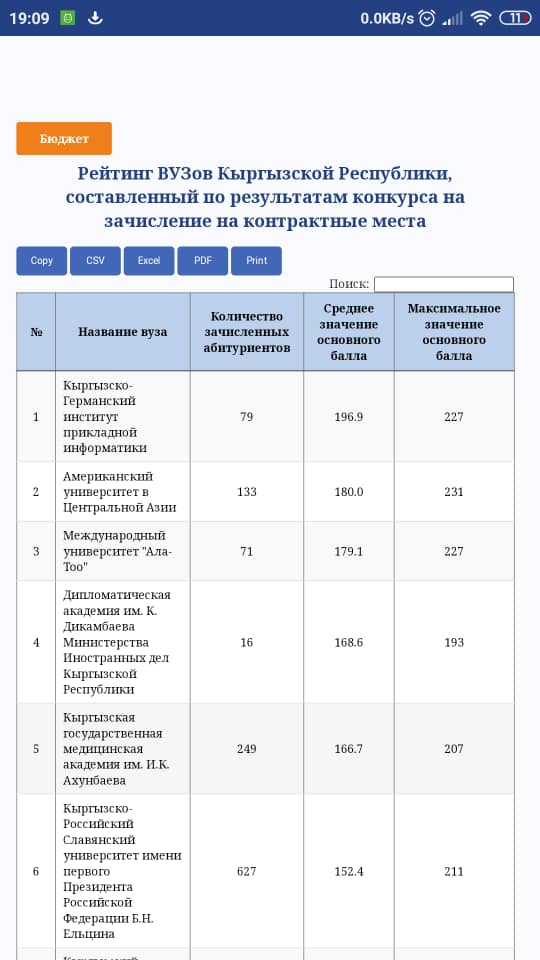 19:09
0.0KB/s
11
Бюджет
Рейтинг ВУЗов Кыргызской Республики,
составленный по результатам конкурса на
зачисление на контрактные места
Copy CSV Excel PDF Print
Поиск:
№
Название вуза
Количество
зачисленных
абитуриентов
Среднее
значение
основного
балла
Максимальное
значение
основного
балла
1
Кыргызско-
Германский
институт
прикладной
информатики
79
196.9
227
2
Американский
университет в
Центральной Азии
133
180.0
231
3
Международный
университет "Ала-
Тоо"
71
179.1
227
4
Дипломатическая
академия им. К.
Дикамбаева
Министерства
Иностранных дел
Кыргызской
Республики
16
168.6
193
5
Кыргызская
государственная
медицинская
академия им. И.К.
Ахунбаева
249
166.7
207
6
Кыргызско-
Российский
Славянский
университет имени
первого
Президента
Российской
Федерации Б.Н.
Ельцина
627
152.4
211